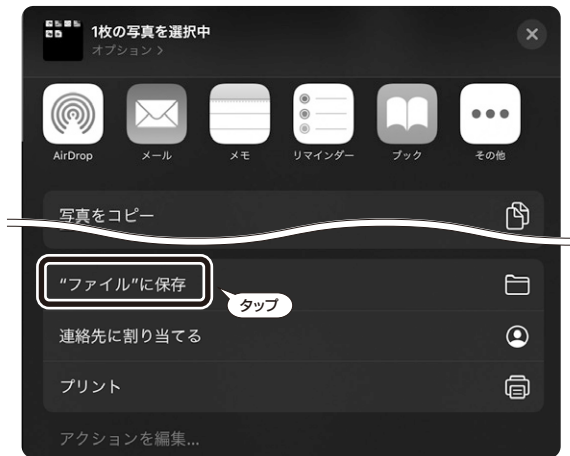 1枚の写真を選択中
オプション >
AirDrop メール メモ リマインダー ブック その他
写真をコピー
“ファイル”に保存
タップ
連絡先に割り当てる
プリント
アクションを編集...